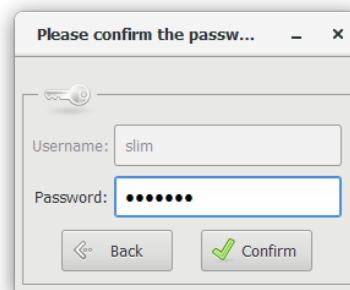 Please confirm the passw...
Username: slim
Password: •••••••
Back Confirm